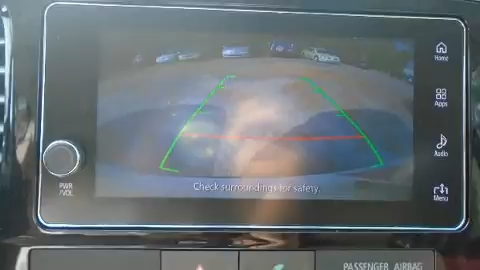 Home
Apps
Audio
PWR
/VOL
Menu
Check surroundings for safety.
PASSENGER AIRBAG